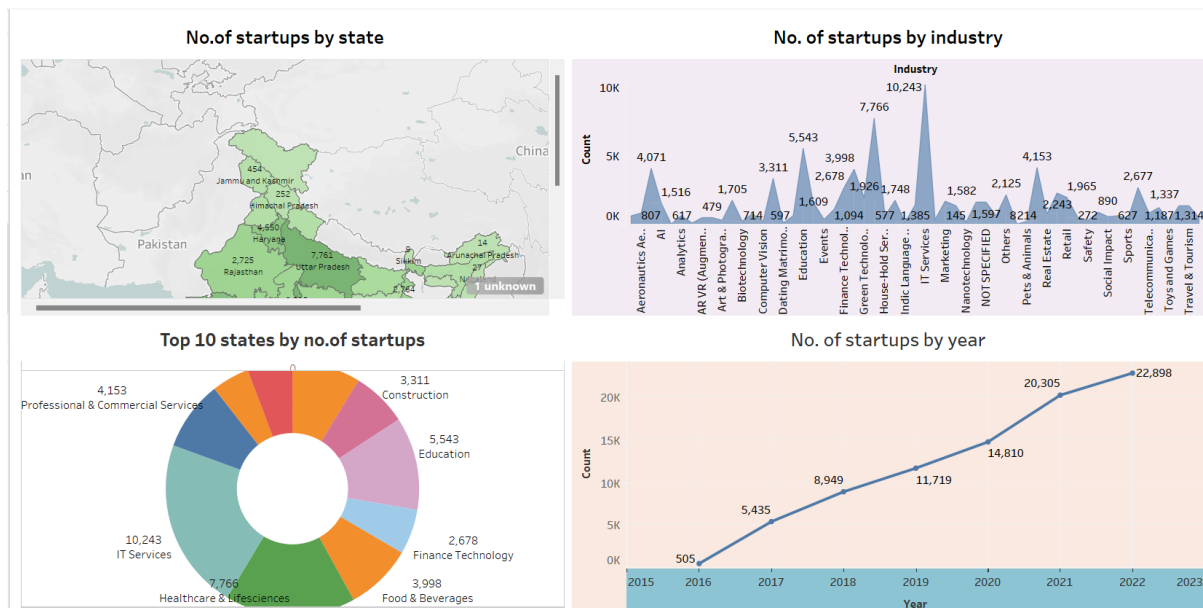 No.of startups by state
454
Jammu and Kashmir
252
Himachal Pradesh
4,550
Haryana
2,725
Rajasthan
7,761
Uttar Pradesh
Sikkim
14
Arunachal Pradesh
27
2,764
Pakistan
China
1 unknown
No. of startups by industry
Industry
Count
10K
5K
0K
4,071
807
1,516
617
479
1,705
714
3,311
597
5,543
1,609
2,678
3,998
1,094
1,926
7,766
577
1,748
1,385
10,243
145
1,582
1,597
2,125
8214
4,153
2,243
1,965
272
890
627
2,677
1,187
1,337
1,314
Aeronautics Ae..
AI
Analytics
AR VR (Augmen..
Art & Photogra..
Biotechnology
Computer Vision
Dating Matrimo..
Education
Events
Finance Technol..
Green Technolo..
House-Hold Ser..
Indic Language ..
IT Services
Marketing
Nanotechnology
NOT SPECIFIED
Others
Pets & Animals
Real Estate
Retail
Safety
Social Impact
Sports
Telecommunica..
Toys and Games
Travel & Tourism
Top 10 states by no.of startups
0
4,153
Professional & Commercial Services
3,311
Construction
5,543
Education
10,243
IT Services
2,678
Finance Technology
7,766
Healthcare & Lifesciences
3,998
Food & Beverages
No. of startups by year
Count
20K
15K
10K
5K
0K
505
5,435
8,949
11,719
14,810
20,305
22,898
2015
2016
2017
2018
2019
2020
2021
2022
2023
Year